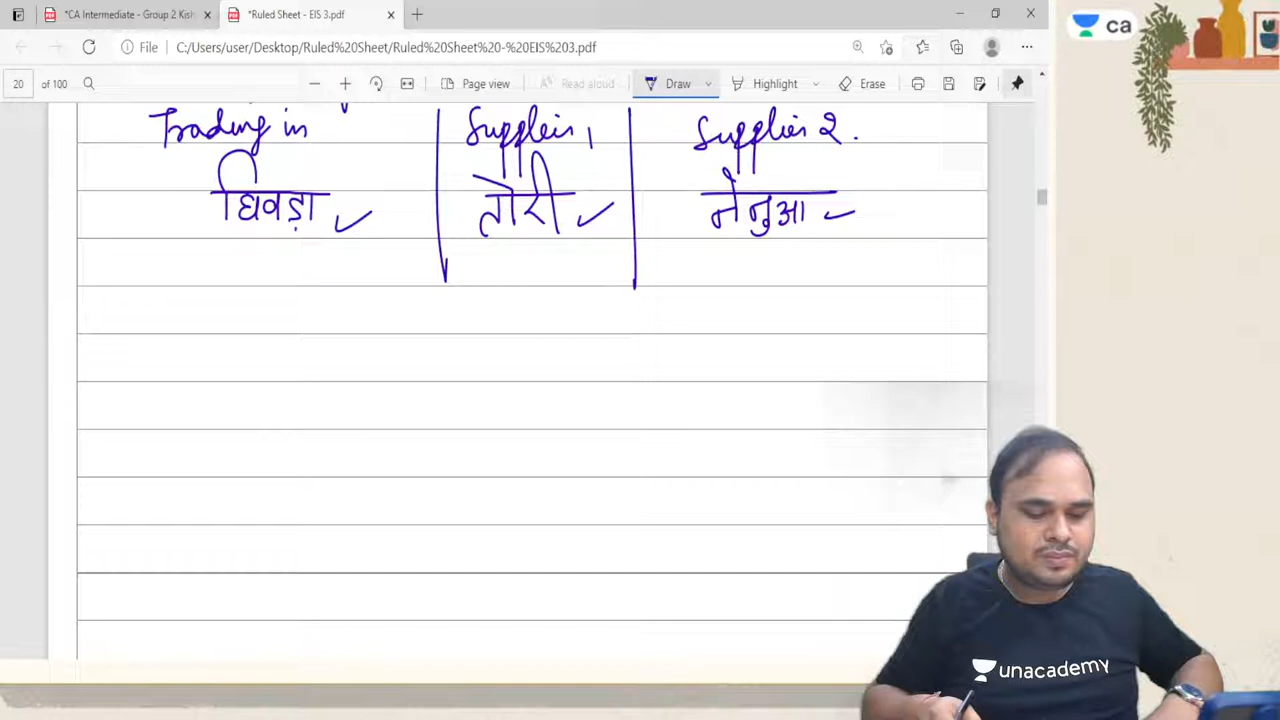 *CA Intermediate - Group 2 Kish
*Ruled Sheet - EIS 3.pdf
File
C:/Users/user/Desktop/Ruled%20Sheet/Ruled%20Sheet%20-%20EIS%203.pdf
20 of 100
Page view
Read aloud
Draw
Highlight
Erase
ca
Trading in
Supplier 1
Supplier 2.
घिवड़ा
तोरी
नेनुआ
unacademy